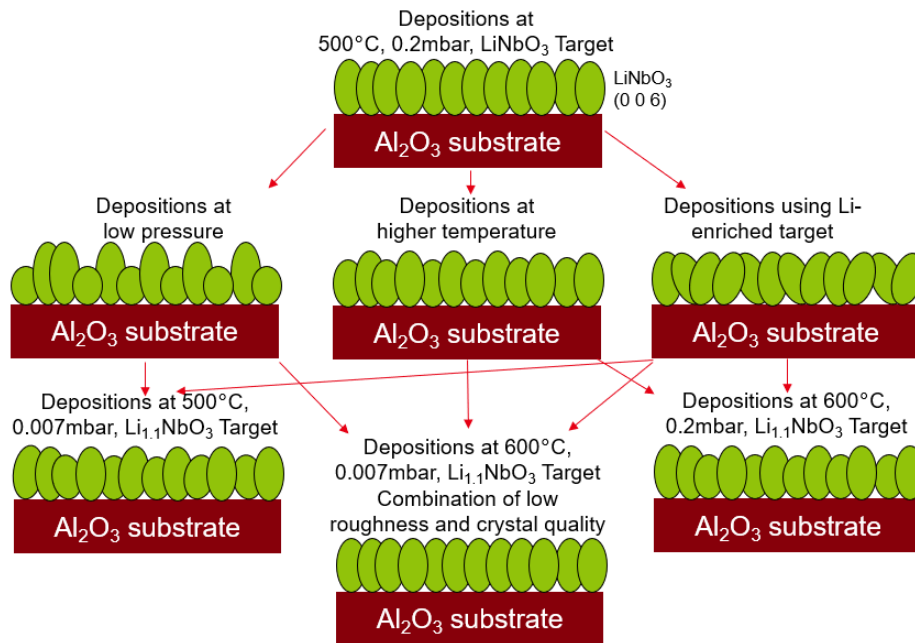 Depositions at
500°C, 0.2mbar, LiNbO₃ Target
LiNbO₃
(0 0 6)
Al₂O₃ substrate
Depositions at
low pressure
Al₂O₃ substrate
Depositions at
higher temperature
Al₂O₃ substrate
Depositions using Li-
enriched target
Al₂O₃ substrate
Depositions at 500°C,
0.007mbar, Li₁.₁NbO₃ Target
Al₂O₃ substrate
Depositions at 600°C,
0.007mbar, Li₁.₁NbO₃ Target
Combination of low
roughness and crystal quality
Al₂O₃ substrate
Depositions at 600°C,
0.2mbar, Li₁.₁NbO₃ Target
Al₂O₃ substrate